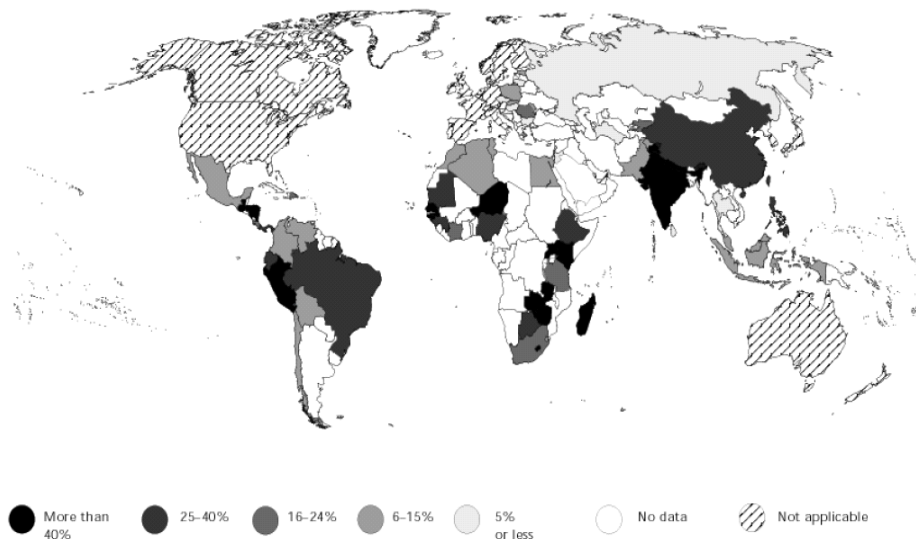 More than
40%
25–40%
16–24%
6–15%
5%
or less
No data
Not applicable